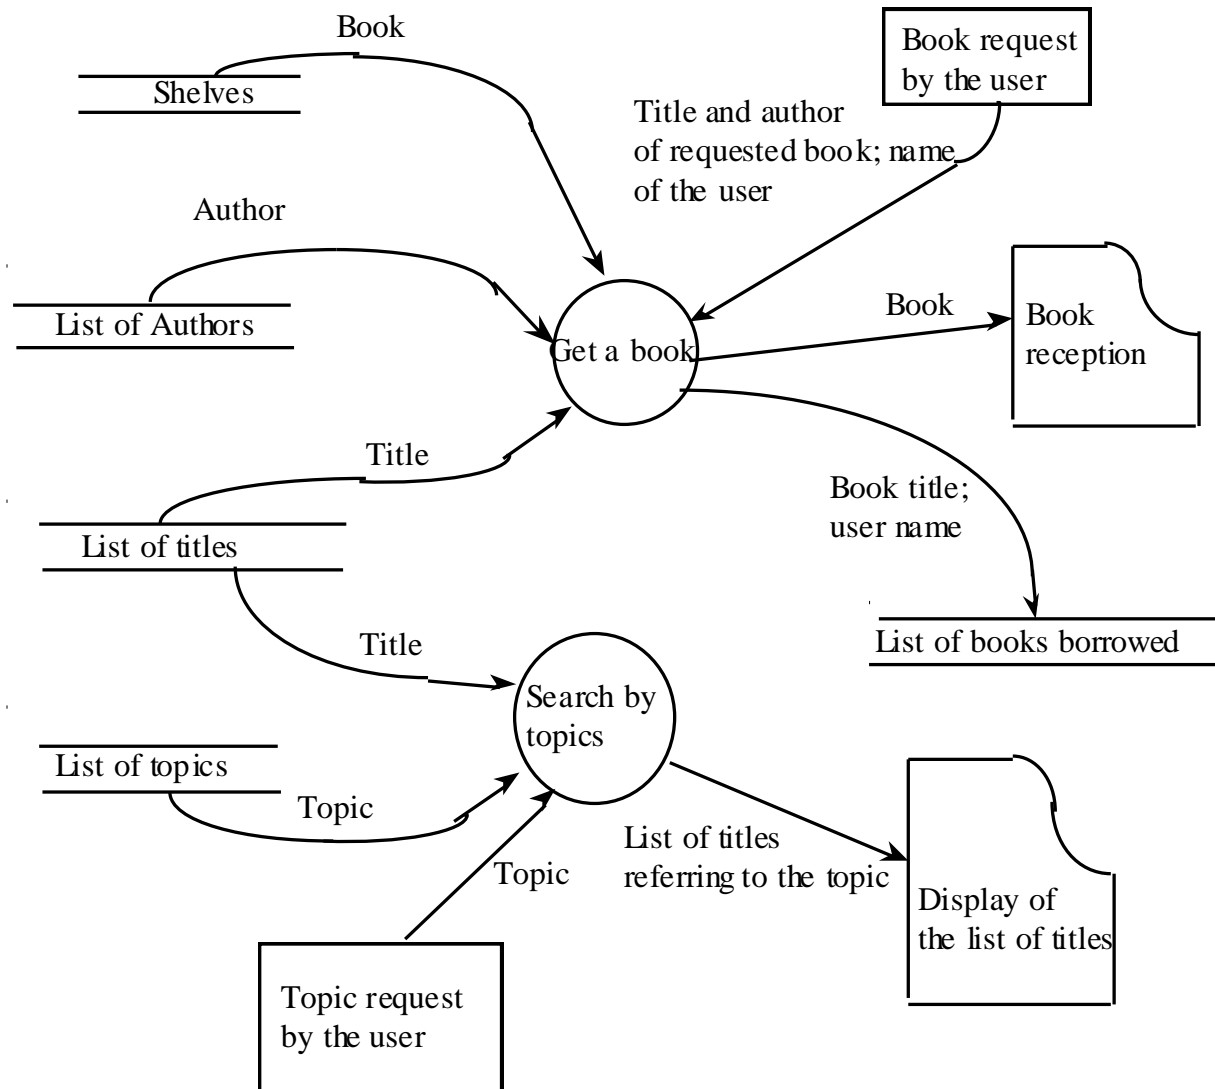 Book
Shelves
Book request
by the user
Title and author
of requested book; name
of the user
Author
List of Authors
Get a book
Book
Book
reception
Title
List of titles
Book title;
user name
Title
List of books borrowed
Search by
topics
List of topics
Topic
Topic
List of titles
referring to the topic
Display of
the list of titles
Topic request
by the user